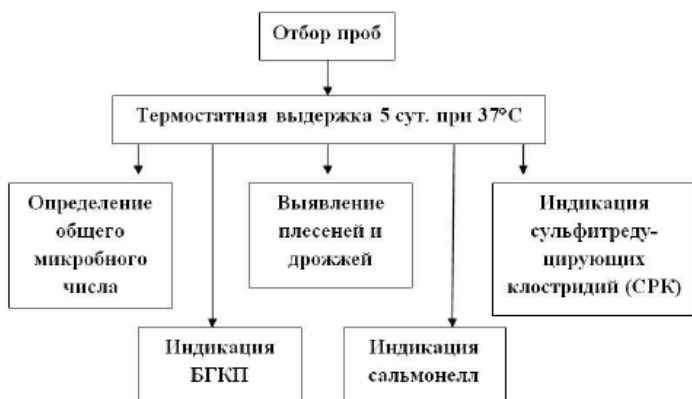 Отбор проб
Термостатная выдержка 5 сут. при 37°С
Определение
общего
микробного
числа
Выявление
плесеней и
дрожжей
Индикация
сульфитреду-
цирующих
клостридий (СРК)
Индикация
БГКП
Индикация
сальмонелл